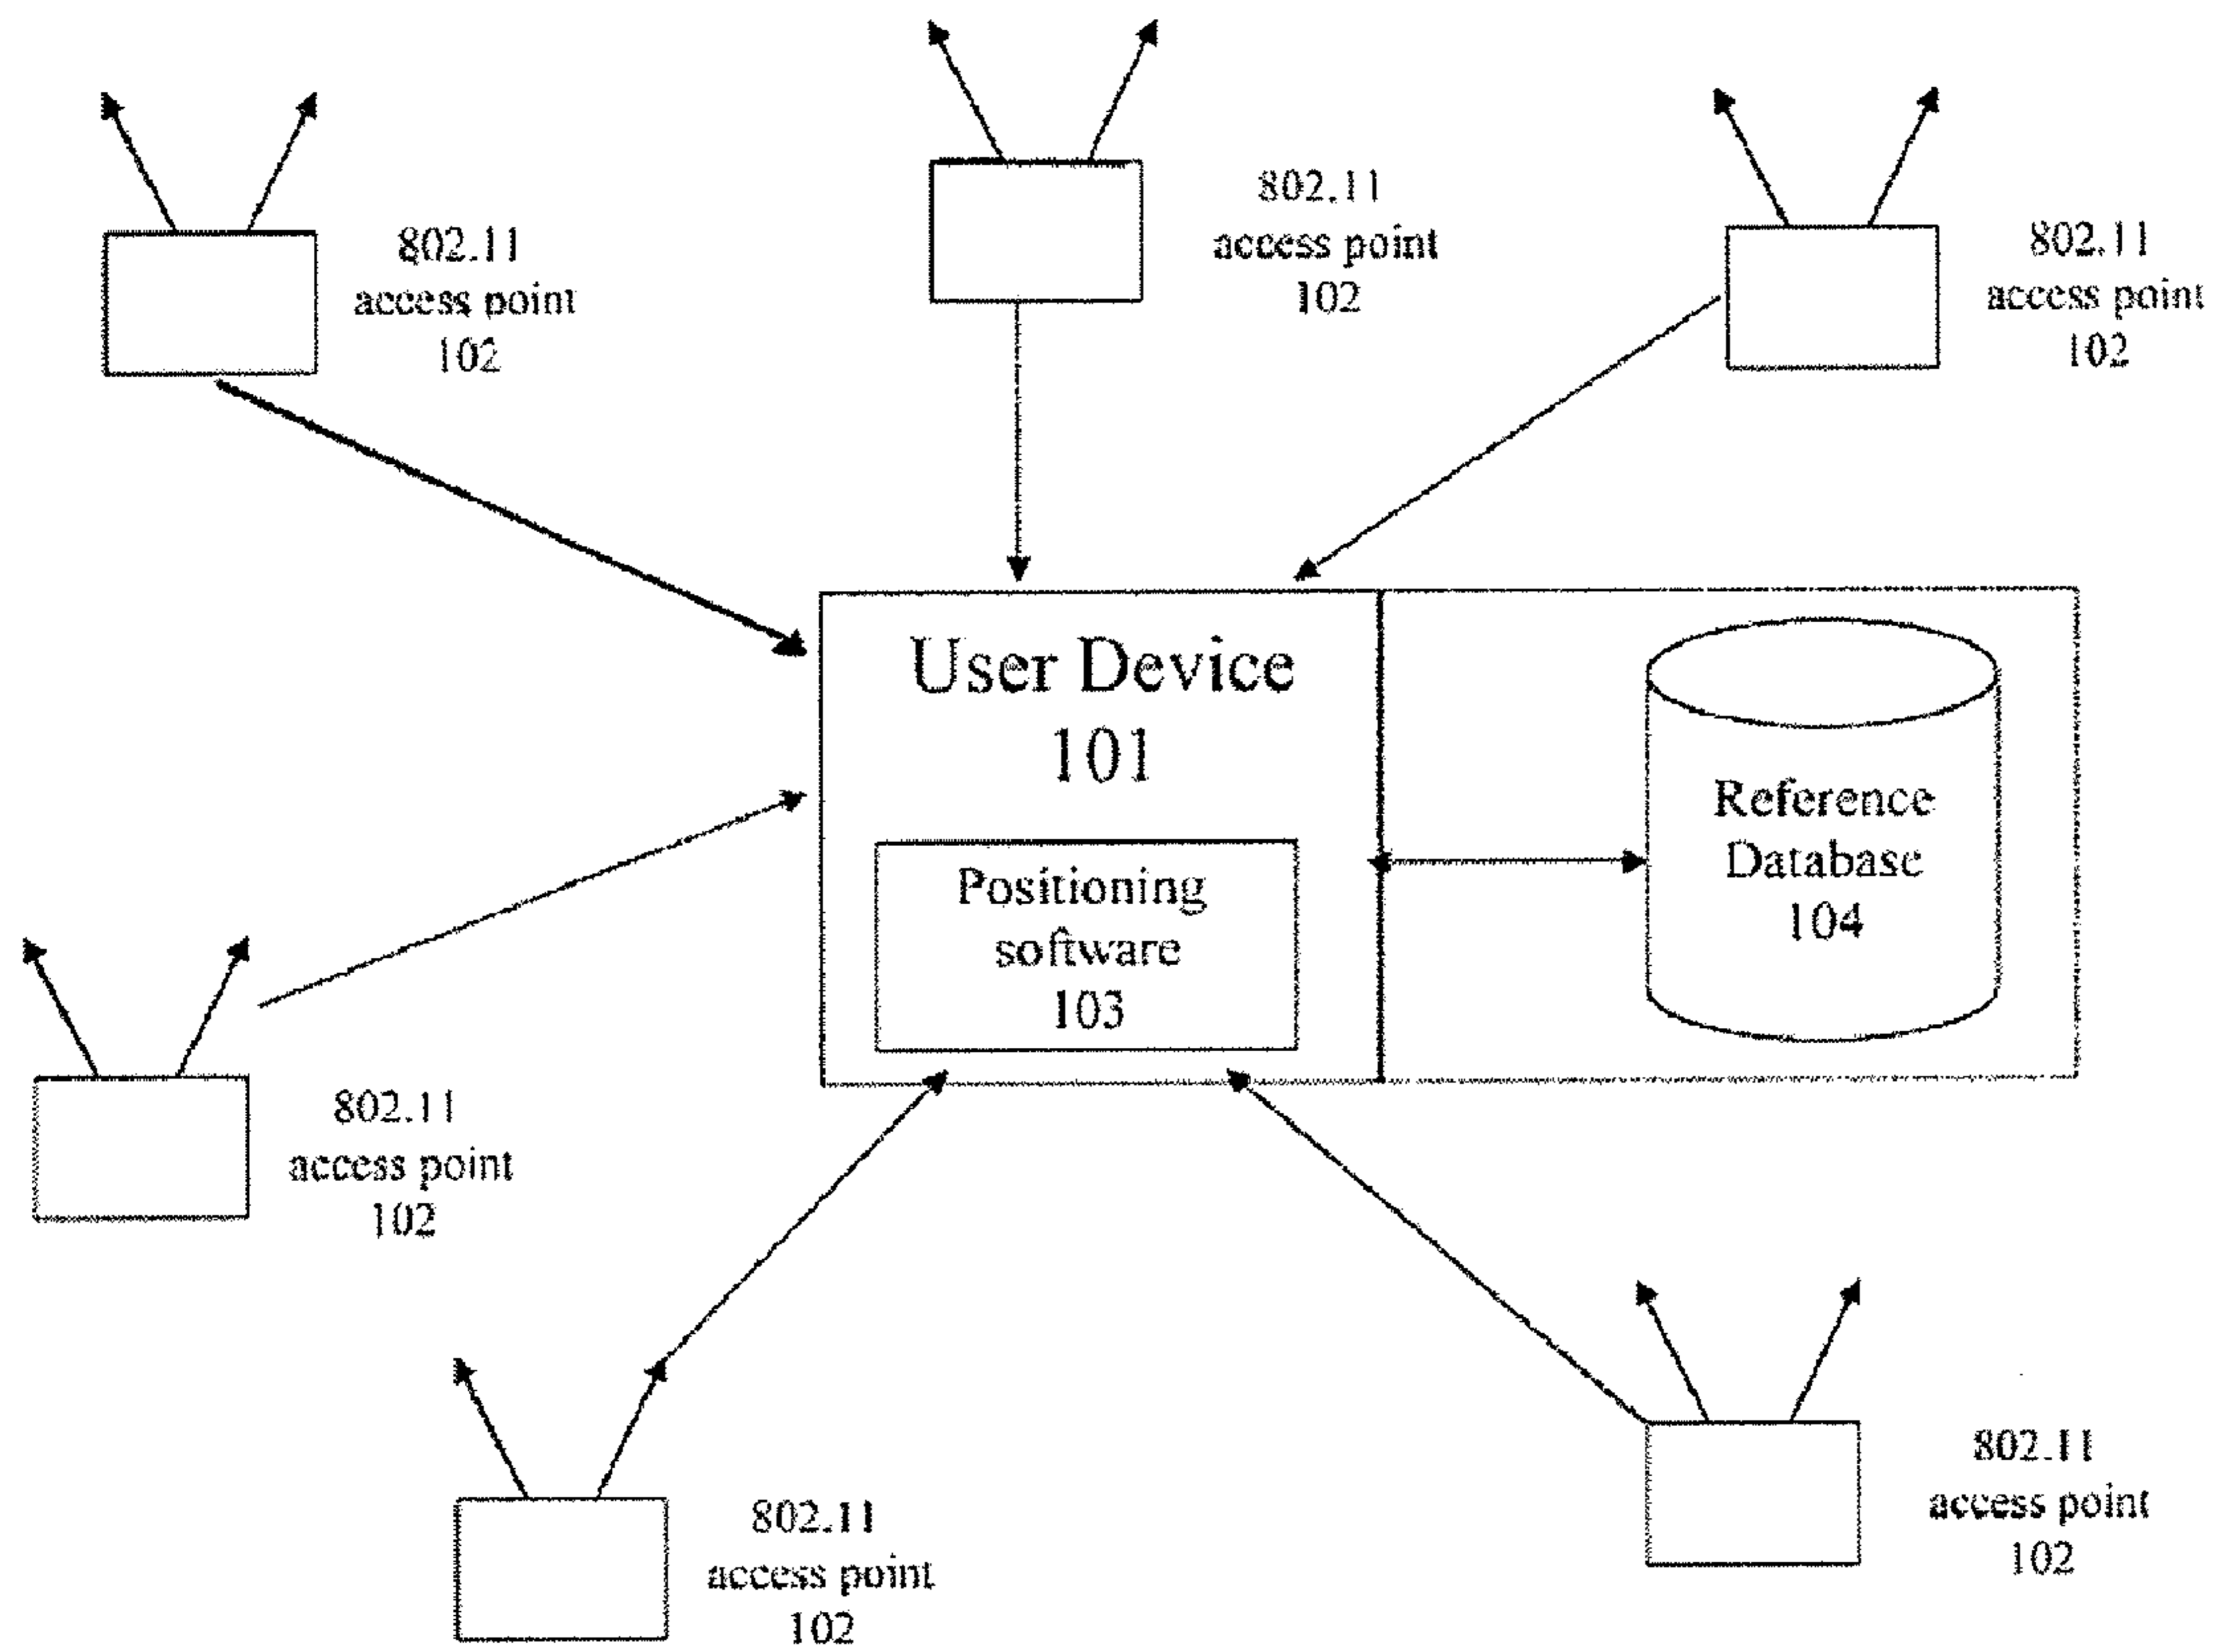 802.11
access point
102
802.11
access point
102
802.11
access point
102
User Device
101
Positioning
software
103
Reference
Database
104
802.11
access point
102
802.11
access point
102
802.11
access point
102